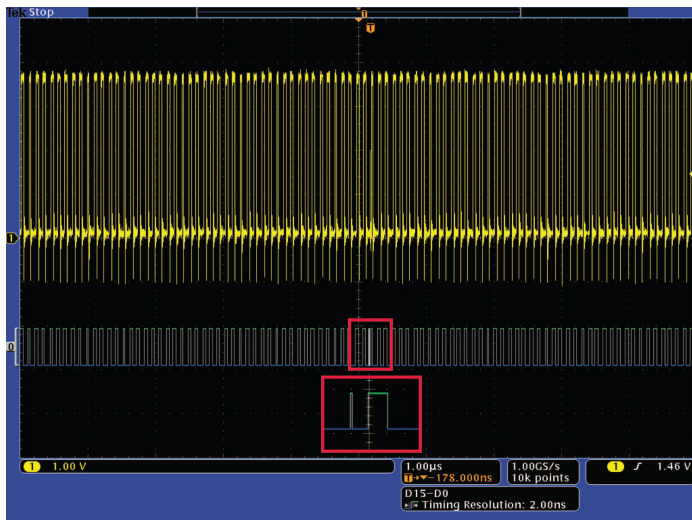 Tek Stop
T
T
1
0
1 1.00 V
1.00µs
T→▼−178.000ns
1.00GS/s
10k points
1 ƒ 1.46 V
D15-D0
Timing Resolution: 2.00ns